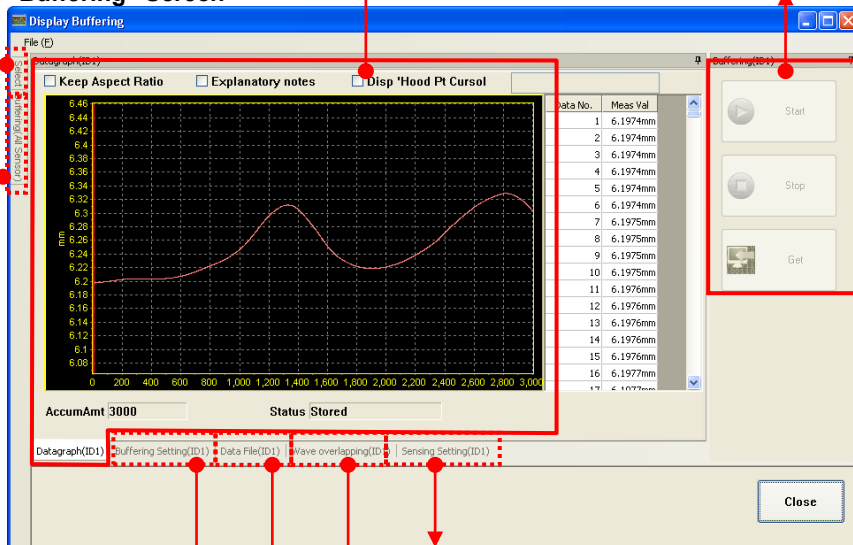 "Buffering" Screen
Display Buffering
File (F)
Datagraph(ID1)
Buffering(ID1)
Select
Buffering(All Sensor)
Keep Aspect Ratio
Explanatory notes
Disp 'Hood Pt Cursol
Data No. Meas Val
1 6.1974mm
2 6.1974mm
3 6.1974mm
4 6.1974mm
5 6.1974mm
6 6.1974mm
7 6.1975mm
8 6.1975mm
9 6.1975mm
10 6.1975mm
11 6.1976mm
12 6.1976mm
13 6.1976mm
14 6.1976mm
15 6.1976mm
16 6.1977mm
17 6.1977mm
6.46
6.44
6.42
6.4
6.38
6.36
6.34
6.32
6.3
6.28
6.26
6.24
6.22
6.2
6.18
6.16
6.14
6.12
6.1
6.08
mm
0 200 400 600 800 1,000 1,200 1,400 1,600 1,800 2,000 2,200 2,400 2,600 2,800 3,000
AccumAmt 3000
Status Stored
Start
Stop
Get
Datagraph(ID1) Buffering Setting(ID1) Data File(ID1) Wave overlapping(ID1) Sensing Setting(ID1)
Close